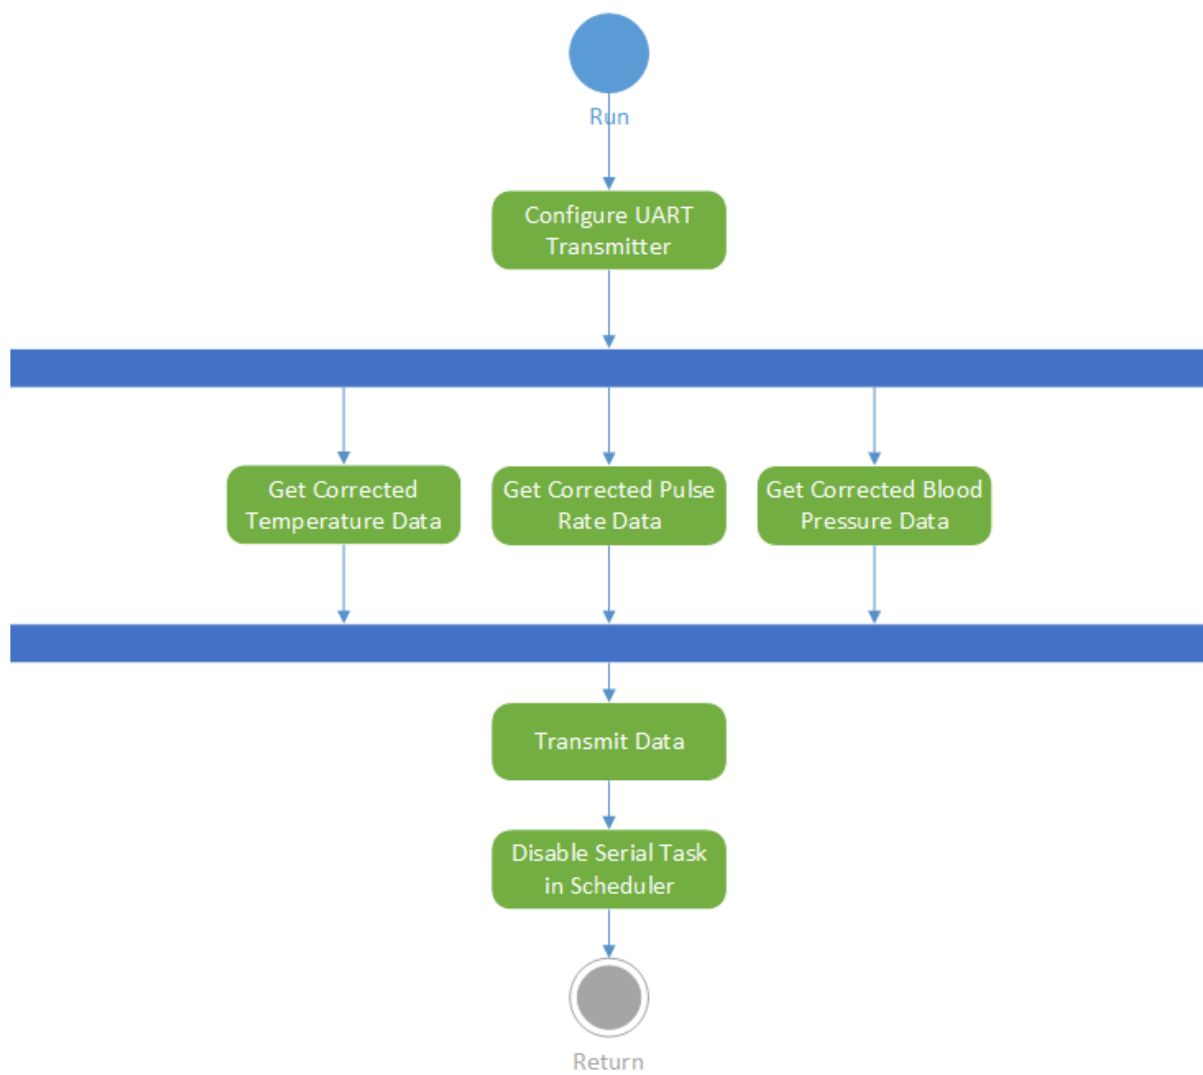 Run
Configure UART
Transmitter
Get Corrected
Temperature Data
Get Corrected Pulse
Rate Data
Get Corrected Blood
Pressure Data
Transmit Data
Disable Serial Task
in Scheduler
Return